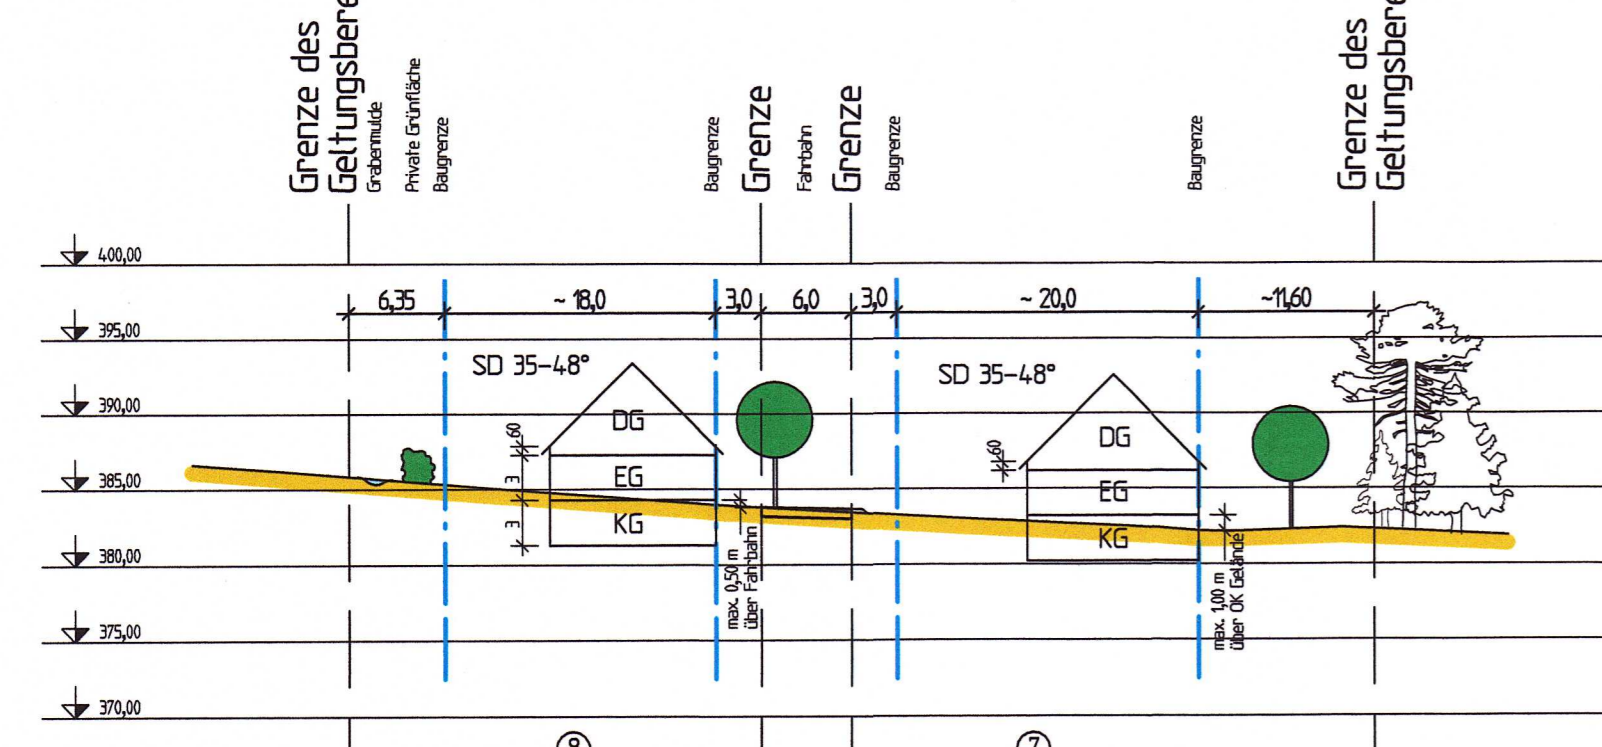 Grenze des
Geltungsbere
Grabenmulde
Private Grünfläche
Baugrenze
Baugrenze
Grenze
Fahrbahn
Grenze
Baugrenze
Baugrenze
Grenze des
Geltungsbere
400,00
6,35
~ 18,0
3,0
6,0
3,0
~ 20,0
~11,60
395,00
SD 35-48°
SD 35-48°
390,00
DG
DG
60
60
385,00
3
EG
EG
3
KG
KG
380,00
max. 0,50 m
über Fahrbahn
max. 1,00 m
über OK Gelände
375,00
370,00
7